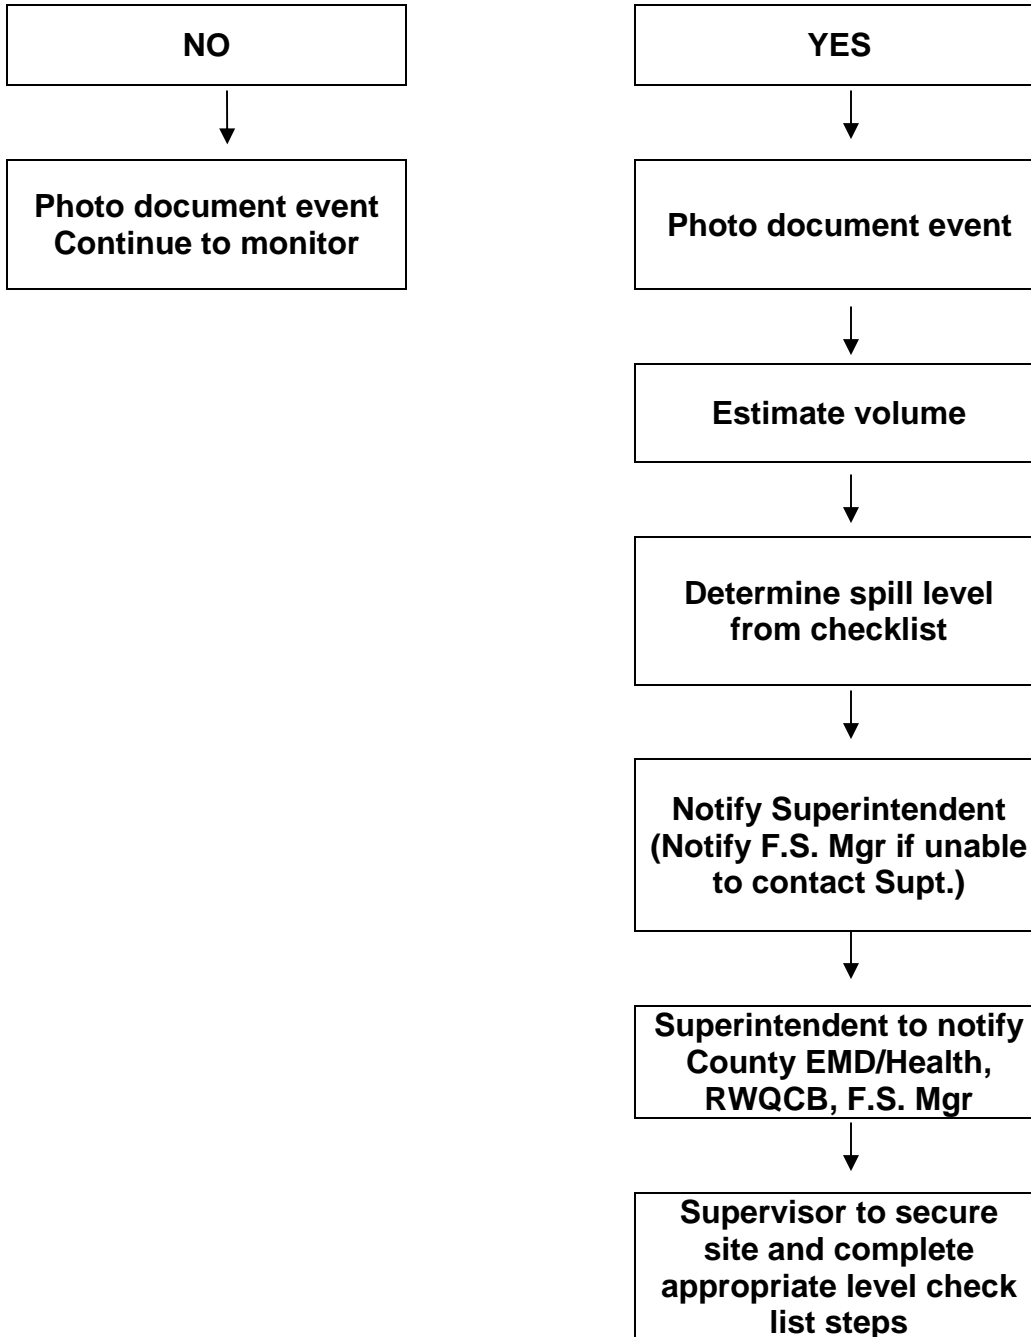 NO
Photo document event
Continue to monitor
YES
Photo document event
Estimate volume
Determine spill level
from checklist
Notify Superintendent
(Notify F.S. Mgr if unable
to contact Supt.)
Superintendent to notify
County EMD/Health,
RWQCB, F.S. Mgr
Supervisor to secure
site and complete
appropriate level check
list steps